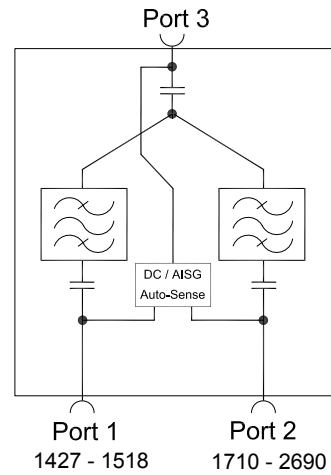 Port 3
DC / AISG
Auto-Sense
Port 1
Port 2
1427 - 1518
1710 - 2690